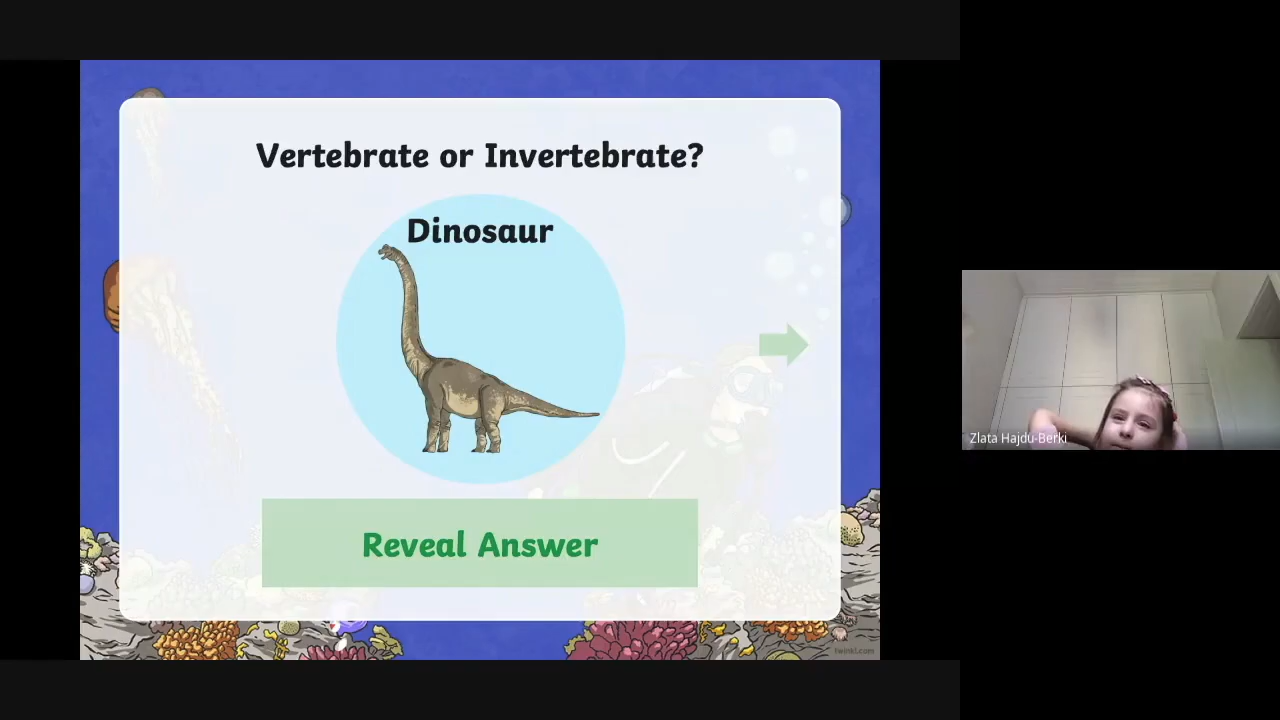 Vertebrate or Invertebrate?
Dinosaur
Reveal Answer
Zlata Hajdu-Berki
twinkl.com